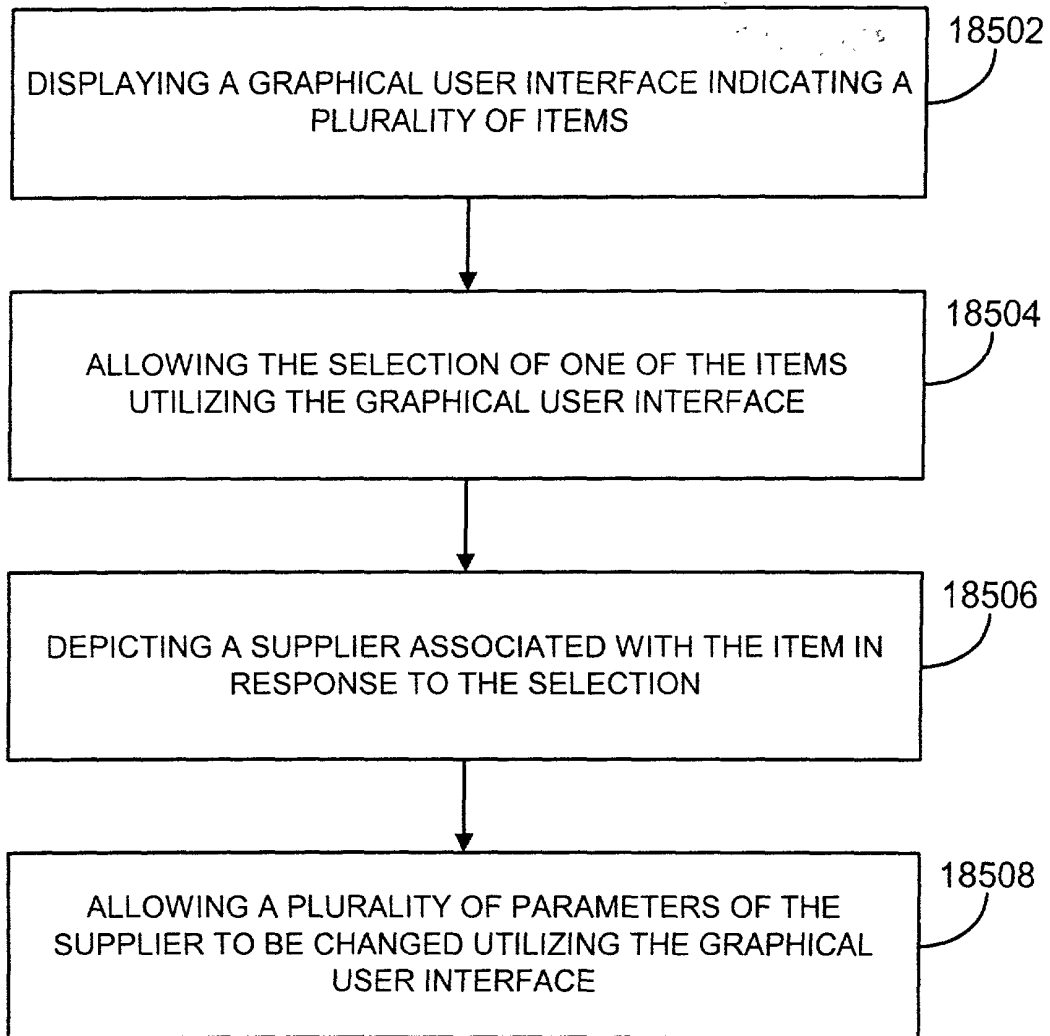 18502
DISPLAYING A GRAPHICAL USER INTERFACE INDICATING A
PLURALITY OF ITEMS
18504
ALLOWING THE SELECTION OF ONE OF THE ITEMS
UTILIZING THE GRAPHICAL USER INTERFACE
18506
DEPICTING A SUPPLIER ASSOCIATED WITH THE ITEM IN
RESPONSE TO THE SELECTION
18508
ALLOWING A PLURALITY OF PARAMETERS OF THE
SUPPLIER TO BE CHANGED UTILIZING THE GRAPHICAL
USER INTERFACE